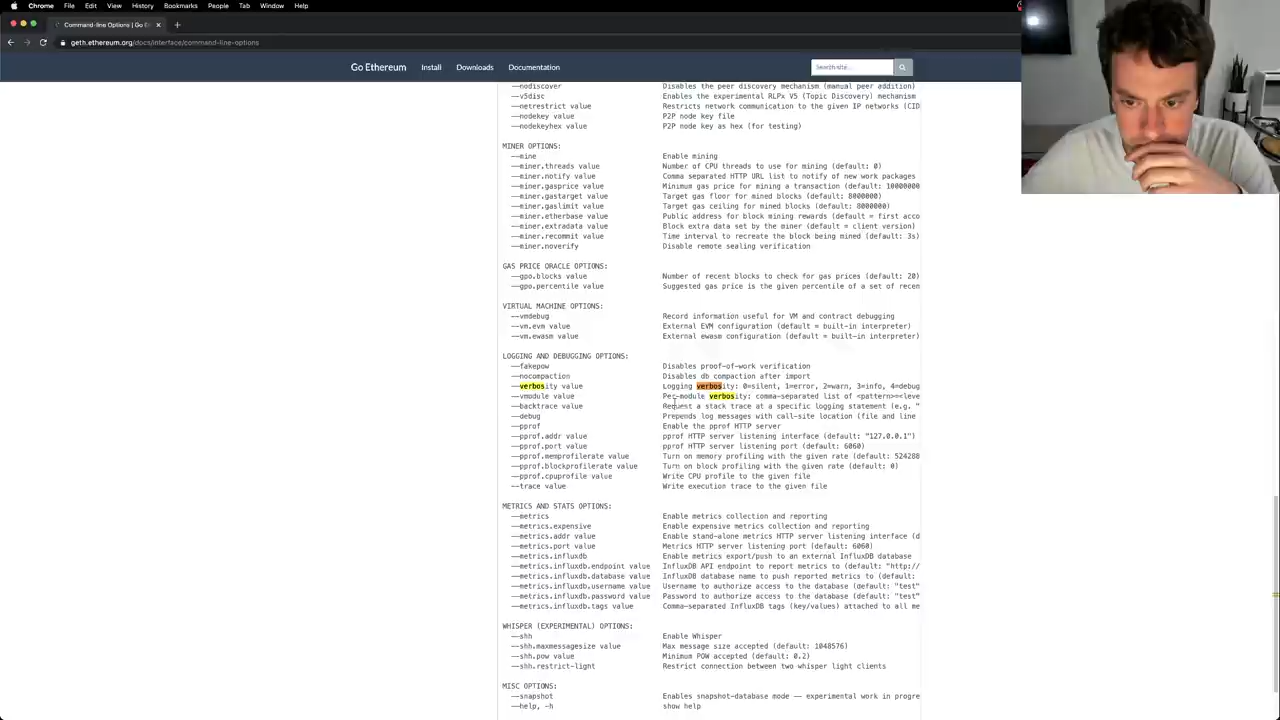 Chrome File Edit View History Bookmarks People Tab Window Help
Command-line Options | Go E
geth.ethereum.org/docs/interface/command-line-options
Go Ethereum Install Downloads Documentation Search site...
--nodiscover Disables the peer discovery mechanism (manual peer addition)
--v5disc Enables the experimental RLPx V5 (Topic Discovery) mechanism
--netrestrict value Restricts network communication to the given IP networks (CID
--nodekey value P2P node key file
--nodekeyhex value P2P node key as hex (for testing)
MINER OPTIONS:
--mine Enable mining
--miner.threads value Number of CPU threads to use for mining (default: 0)
--miner.notify value Comma separated HTTP URL list to notify of new work packages
--miner.gasprice value Minimum gas price for mining a transaction (default: 10000000
--miner.gastarget value Target gas floor for mined blocks (default: 8000000)
--miner.gaslimit value Target gas ceiling for mined blocks (default: 8000000)
--miner.etherbase value Public address for block mining rewards (default = first acco
--miner.extradata value Block extra data set by the miner (default = client version)
--miner.recommit value Time interval to recreate the block being mined (default: 3s)
--miner.noverify Disable remote sealing verification
GAS PRICE ORACLE OPTIONS:
--gpo.blocks value Number of recent blocks to check for gas prices (default: 20)
--gpo.percentile value Suggested gas price is the given percentile of a set of recen
VIRTUAL MACHINE OPTIONS:
--vmdebug Record information useful for VM and contract debugging
--vm.evm value External EVM configuration (default = built-in interpreter)
--vm.ewasm value External ewasm configuration (default = built-in interpreter)
LOGGING AND DEBUGGING OPTIONS:
--fakepow Disables proof-of-work verification
--nocompaction Disables db compaction after import
--verbosity value Logging verbosity: 0=silent, 1=error, 2=warn, 3=info, 4=debug
--vmodule value Per-module verbosity: comma-separated list of <pattern>=<leve
--backtrace value Request a stack trace at a specific logging statement (e.g. "
--debug Prepends log messages with call-site location (file and line
--pprof Enable the pprof HTTP server
--pprof.addr value pprof HTTP server listening interface (default: "127.0.0.1")
--pprof.port value pprof HTTP server listening port (default: 6060)
--pprof.memprofilerate value Turn on memory profiling with the given rate (default: 524288
--pprof.blockprofilerate value Turn on block profiling with the given rate (default: 0)
--pprof.cpuprofile value Write CPU profile to the given file
--trace value Write execution trace to the given file
METRICS AND STATS OPTIONS:
--metrics Enable metrics collection and reporting
--metrics.expensive Enable expensive metrics collection and reporting
--metrics.addr value Enable stand-alone metrics HTTP server listening interface (d
--metrics.port value Metrics HTTP server listening port (default: 6060)
--metrics.influxdb Enable metrics export/push to an external InfluxDB database
--metrics.influxdb.endpoint value InfluxDB API endpoint to report metrics to (default: "http:/
--metrics.influxdb.database value InfluxDB database name to push reported metrics to (default:
--metrics.influxdb.username value Username to authorize access to the database (default: "test"
--metrics.influxdb.password value Password to authorize access to the database (default: "test"
--metrics.influxdb.tags value Comma-separated InfluxDB tags (key/values) attached to all me
WHISPER (EXPERIMENTAL) OPTIONS:
--shh Enable Whisper
--shh.maxmessagesize value Max message size accepted (default: 1048576)
--shh.pow value Minimum POW accepted (default: 0.2)
--shh.restrict-light Restrict connection between two whisper light clients
MISC OPTIONS:
--snapshot Enables snapshot-database mode -- experimental work in progre
--help, -h show help